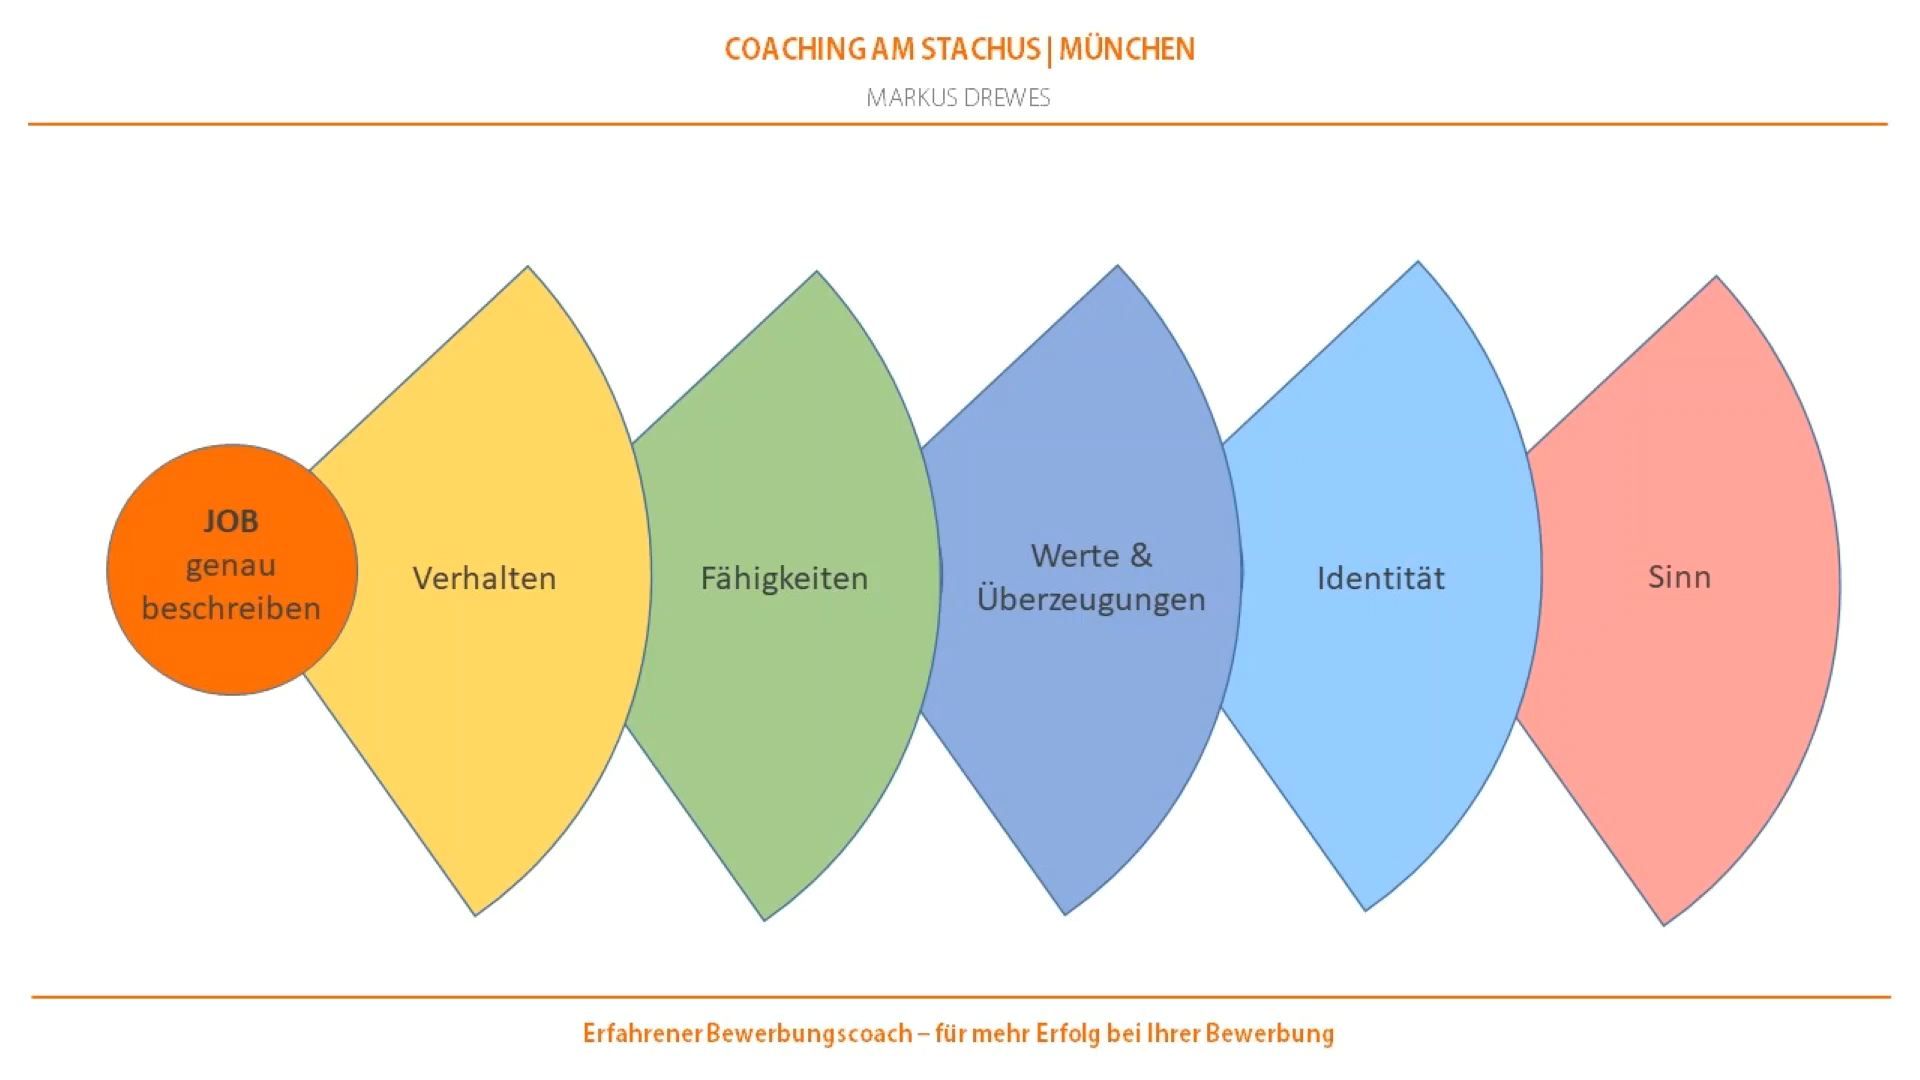 COACHING AM STACHUS | MÜNCHEN
MARKUS DREWES
JOB
genau
beschreiben
Verhalten
Fähigkeiten
Werte &
Überzeugungen
Identität
Sinn
Erfahrener Bewerbungscoach – für mehr Erfolg bei Ihrer Bewerbung